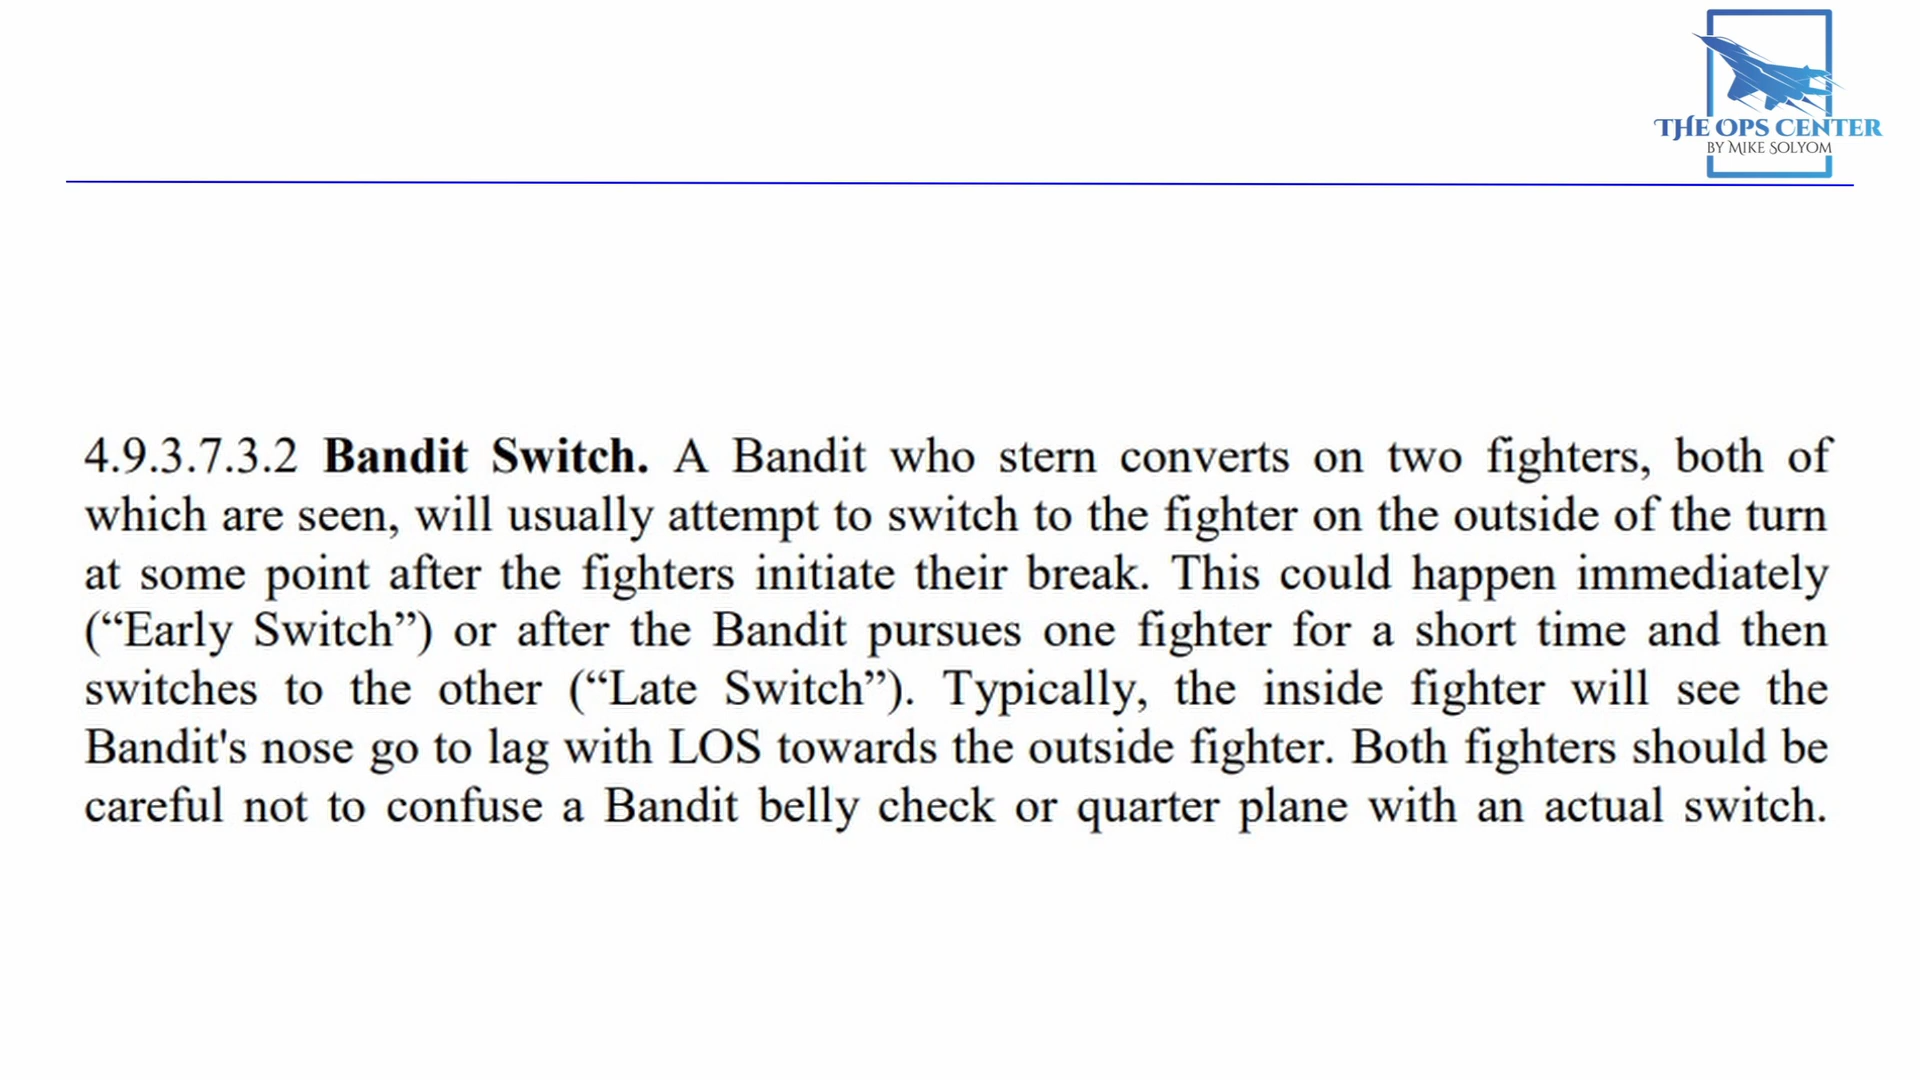 THE OPS CENTER
BY MIKE SOLYOM
4.9.3.7.3.2 Bandit Switch. A Bandit who stern converts on two fighters, both of
which are seen, will usually attempt to switch to the fighter on the outside of the turn
at some point after the fighters initiate their break. This could happen immediately
(“Early Switch”) or after the Bandit pursues one fighter for a short time and then
switches to the other (“Late Switch”). Typically, the inside fighter will see the
Bandit's nose go to lag with LOS towards the outside fighter. Both fighters should be
careful not to confuse a Bandit belly check or quarter plane with an actual switch.